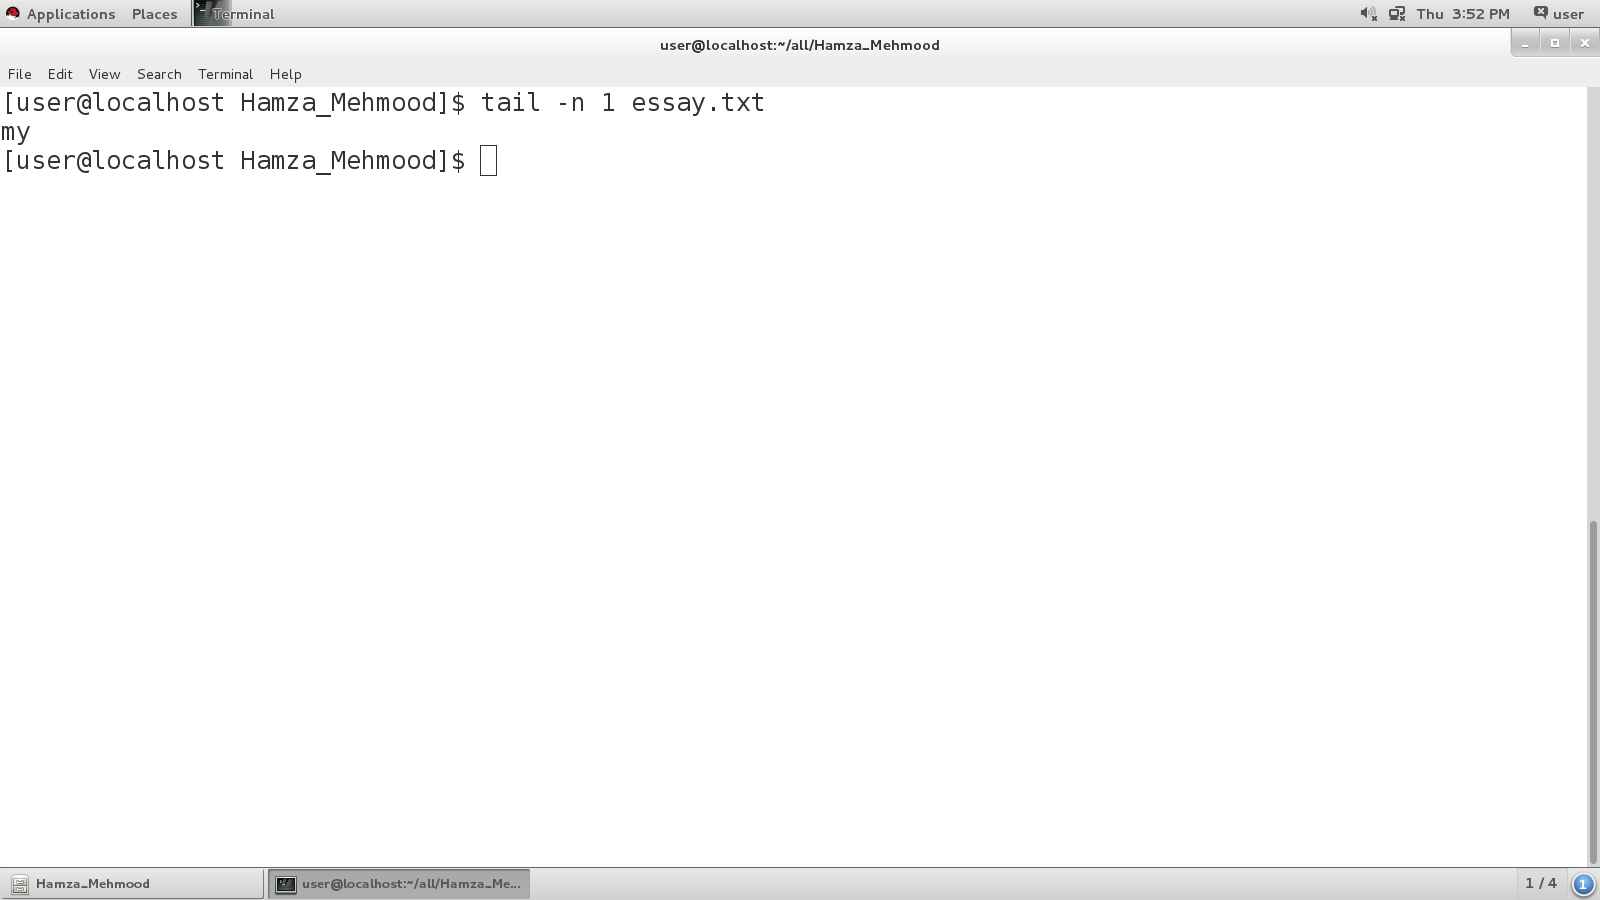 Applications Places Terminal Thu 3:52 PM user
user@localhost:~/all/Hamza_Mehmood
File Edit View Search Terminal Help
[user@localhost Hamza_Mehmood]$ tail -n 1 essay.txt
my
[user@localhost Hamza_Mehmood]$
Hamza_Mehmood user@localhost:~/all/Hamza_Me... 1 / 4 1